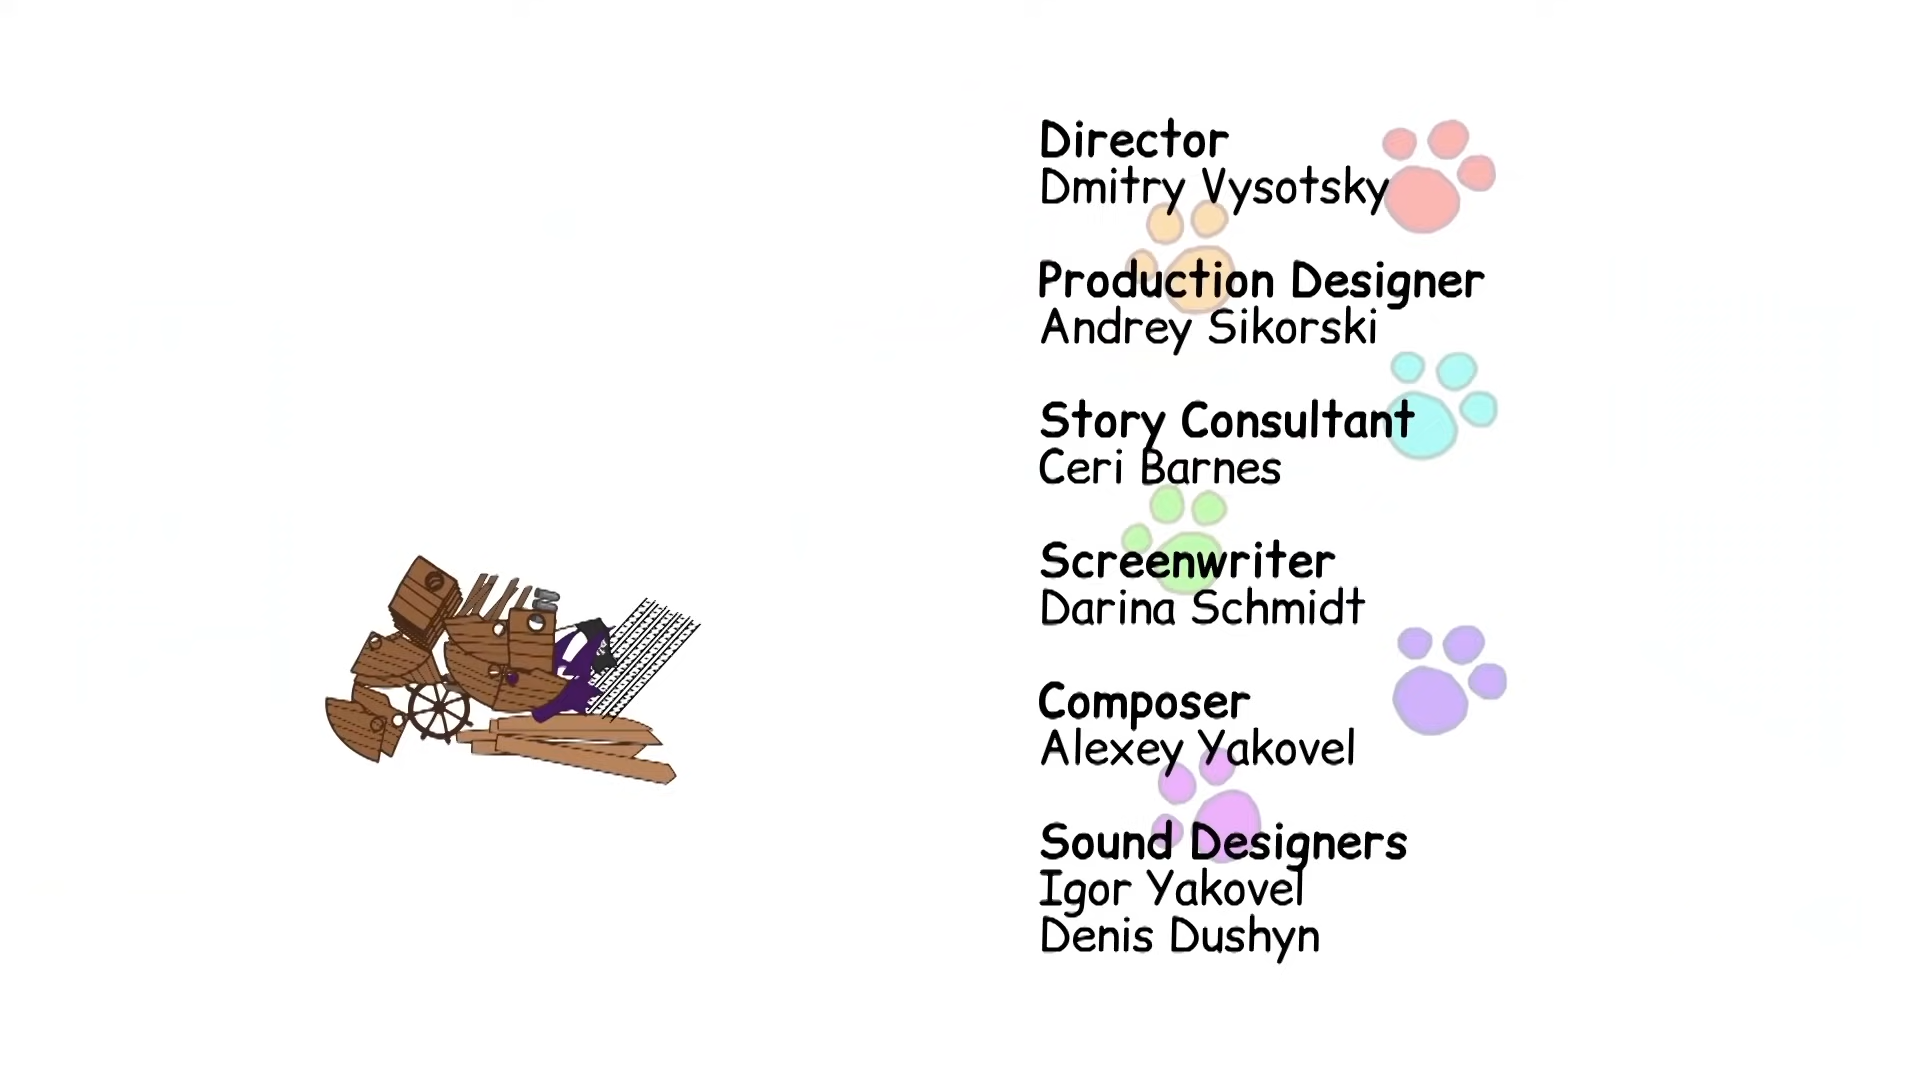 Director
Dmitry Vysotsky
Production Designer
Andrey Sikorski
Story Consultant
Ceri Barnes
Screenwriter
Darina Schmidt
Composer
Alexey Yakovel
Sound Designers
Igor Yakovel
Denis Dushyn